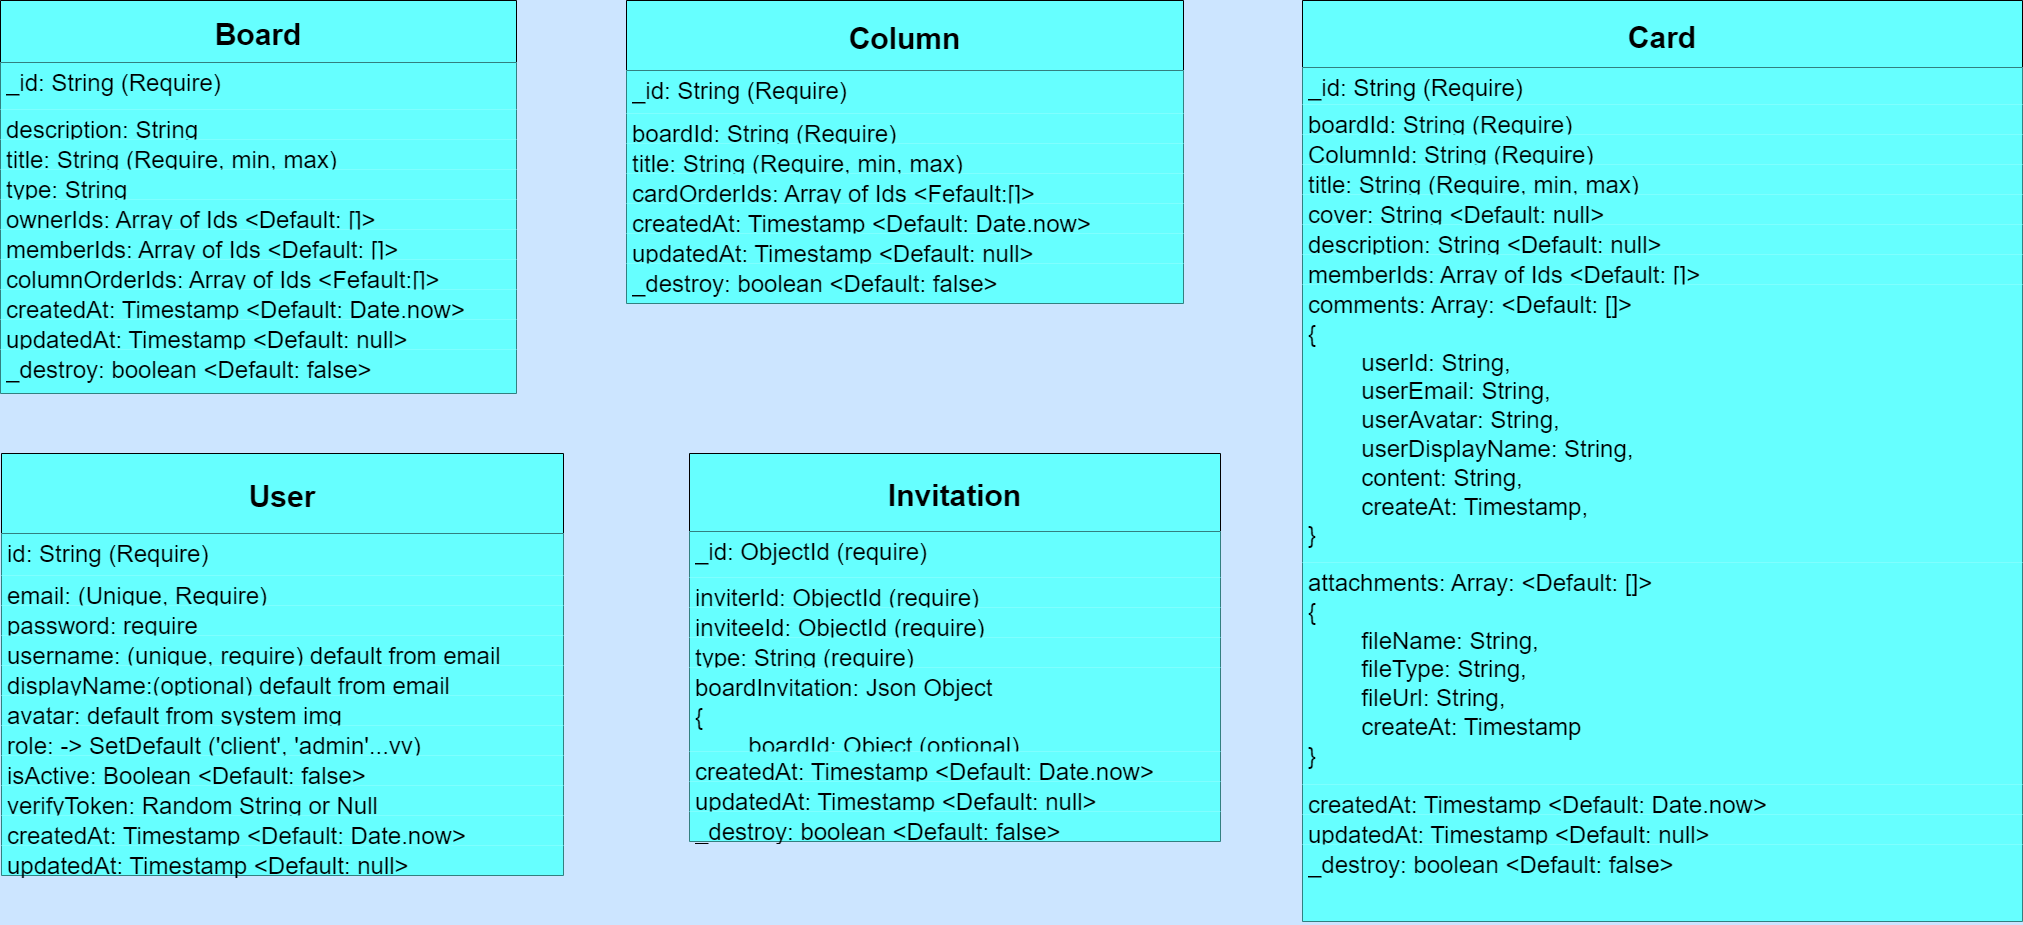 Board
_id: String (Require)
description: String
title: String (Require, min, max)
type: String
ownerIds: Array of Ids <Default: []>
memberIds: Array of Ids <Default: []>
columnOrderIds: Array of Ids <Fefault:[]>
createdAt: Timestamp <Default: Date.now>
updatedAt: Timestamp <Default: null>
_destroy: boolean <Default: false>
Column
_id: String (Require)
boardId: String (Require)
title: String (Require, min, max)
cardOrderIds: Array of Ids <Fefault:[]>
createdAt: Timestamp <Default: Date.now>
updatedAt: Timestamp <Default: null>
_destroy: boolean <Default: false>
Card
_id: String (Require)
boardId: String (Require)
ColumnId: String (Require)
title: String (Require, min, max)
cover: String <Default: null>
description: String <Default: null>
memberIds: Array of Ids <Default: []>
comments: Array: <Default: []>
{
userId: String,
userEmail: String,
userAvatar: String,
userDisplayName: String,
content: String,
createAt: Timestamp,
}
attachments: Array: <Default: []>
{
fileName: String,
fileType: String,
fileUrl: String,
createAt: Timestamp
}
createdAt: Timestamp <Default: Date.now>
updatedAt: Timestamp <Default: null>
_destroy: boolean <Default: false>
User
id: String (Require)
email: (Unique, Require)
password: require
username: (unique, require) default from email
displayName:(optional) default from email
avatar: default from system img
role: -> SetDefault ('client', 'admin'...vv)
isActive: Boolean <Default: false>
verifyToken: Random String or Null
createdAt: Timestamp <Default: Date.now>
updatedAt: Timestamp <Default: null>
Invitation
_id: ObjectId (require)
inviterId: ObjectId (require)
inviteeId: ObjectId (require)
type: String (require)
boardInvitation: Json Object
{
boardId: Object (optional)
createdAt: Timestamp <Default: Date.now>
updatedAt: Timestamp <Default: null>
_destroy: boolean <Default: false>